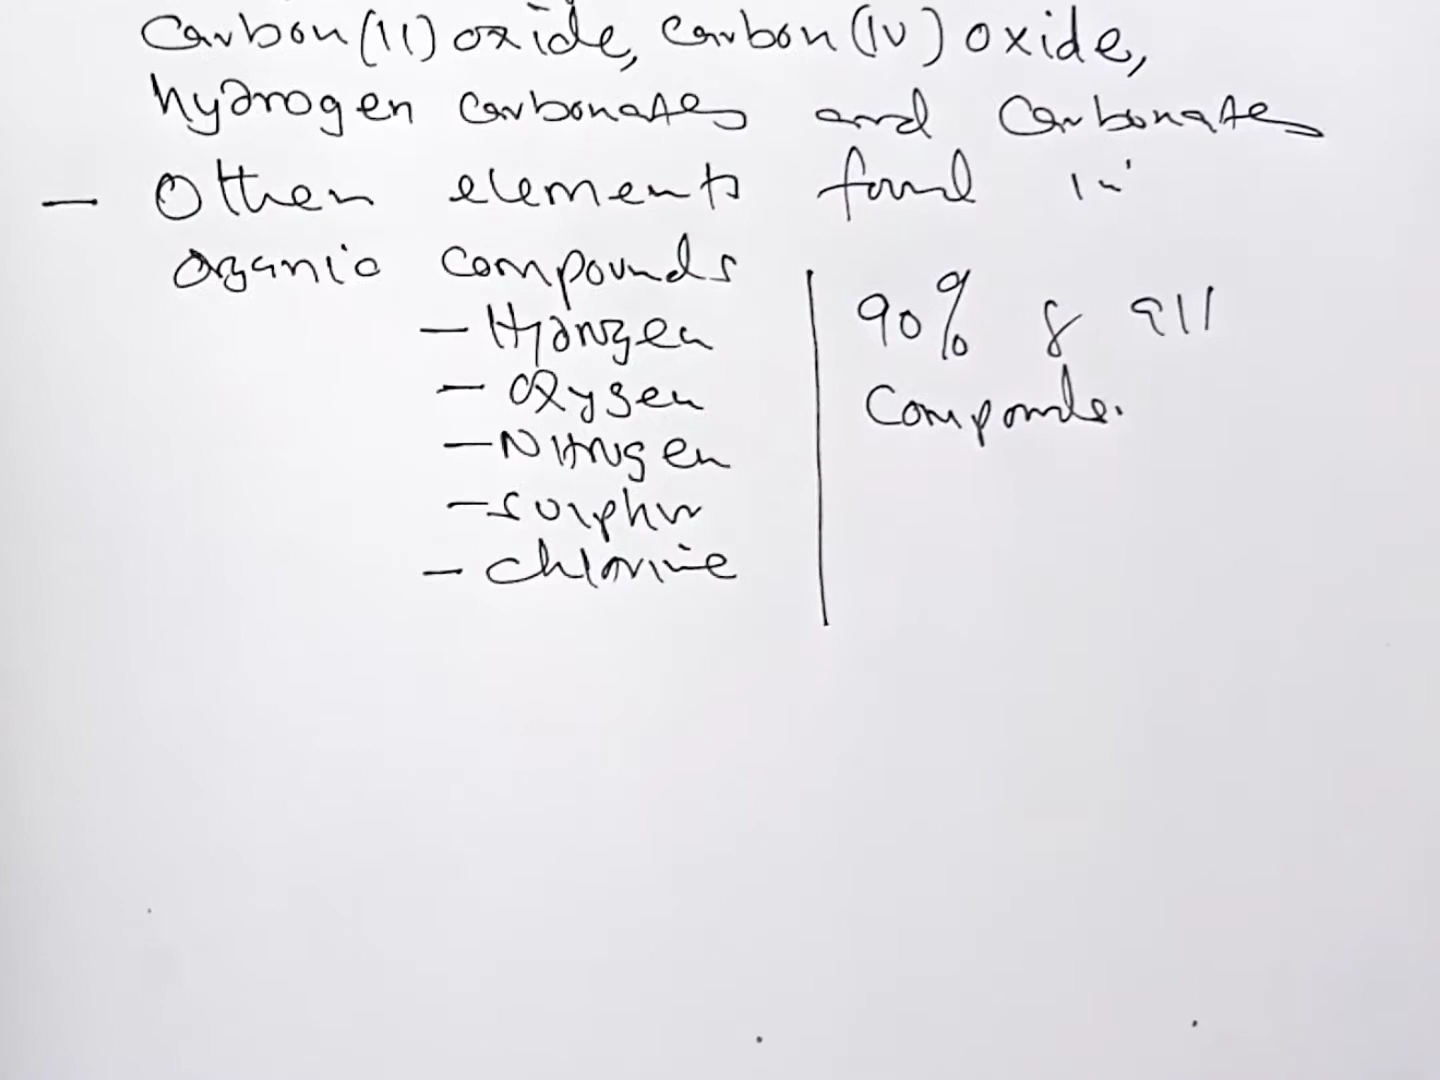 Carbon(II) oxide, Carbon(IV) oxide,
hydrogen carbonates and Carbonates
— Other elements found in
organic compounds
— Hydrogen
— Oxygen
— Nitrogen
— Sulphur
— Chlorine
90% of all
Compounds.